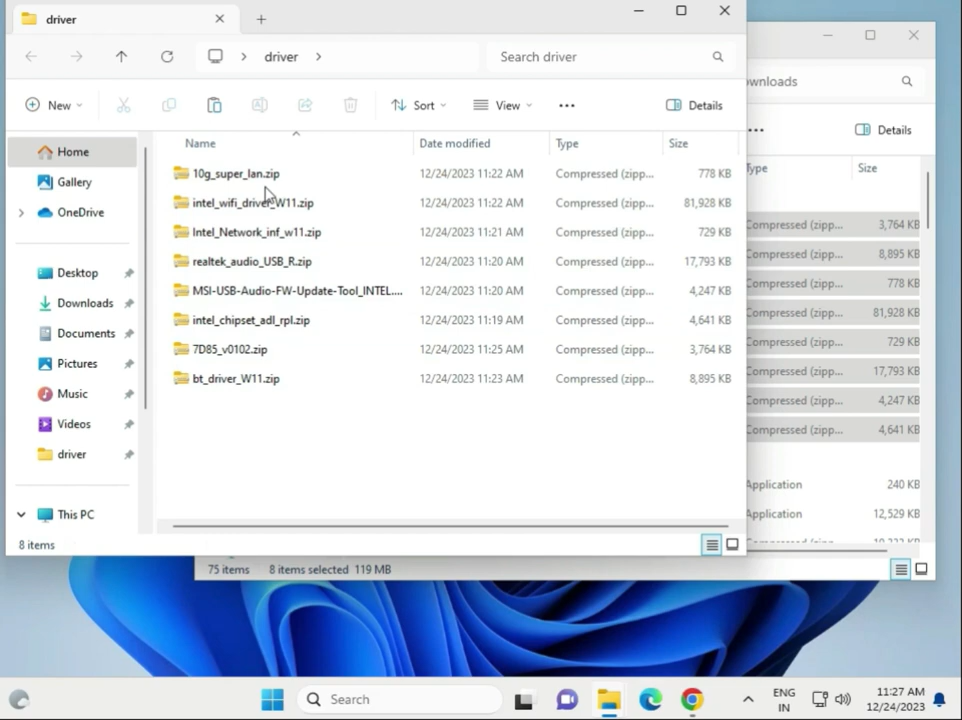 driver
driver
Search driver
New
Sort
View
Details
Home
Gallery
OneDrive
Desktop
Downloads
Documents
Pictures
Music
Videos
driver
This PC
8 items
Name Date modified Type Size
10g_super_lan.zip 12/24/2023 11:22 AM Compressed (zipp... 778 KB
intel_wifi_driver_W11.zip 12/24/2023 11:22 AM Compressed (zipp... 81,928 KB
Intel_Network_inf_w11.zip 12/24/2023 11:21 AM Compressed (zipp... 729 KB
realtek_audio_USB_R.zip 12/24/2023 11:20 AM Compressed (zipp... 17,793 KB
MSI-USB-Audio-FW-Update-Tool_INTEL.... 12/24/2023 11:20 AM Compressed (zipp... 4,247 KB
intel_chipset_adl_rpl.zip 12/24/2023 11:19 AM Compressed (zipp... 4,641 KB
7D85_v0102.zip 12/24/2023 11:25 AM Compressed (zipp... 3,764 KB
bt_driver_W11.zip 12/24/2023 11:23 AM Compressed (zipp... 8,895 KB
wnloads
Details
Type Size
Compressed (zipp... 3,764 KB
Compressed (zipp... 8,895 KB
Compressed (zipp... 778 KB
Compressed (zipp... 81,928 KB
Compressed (zipp... 729 KB
Compressed (zipp... 17,793 KB
Compressed (zipp... 4,247 KB
Compressed (zipp... 4,641 KB
Application 240 KB
Application 12,529 KB
75 items 8 items selected 119 MB
Search
ENG
IN
11:27 AM
12/24/2023